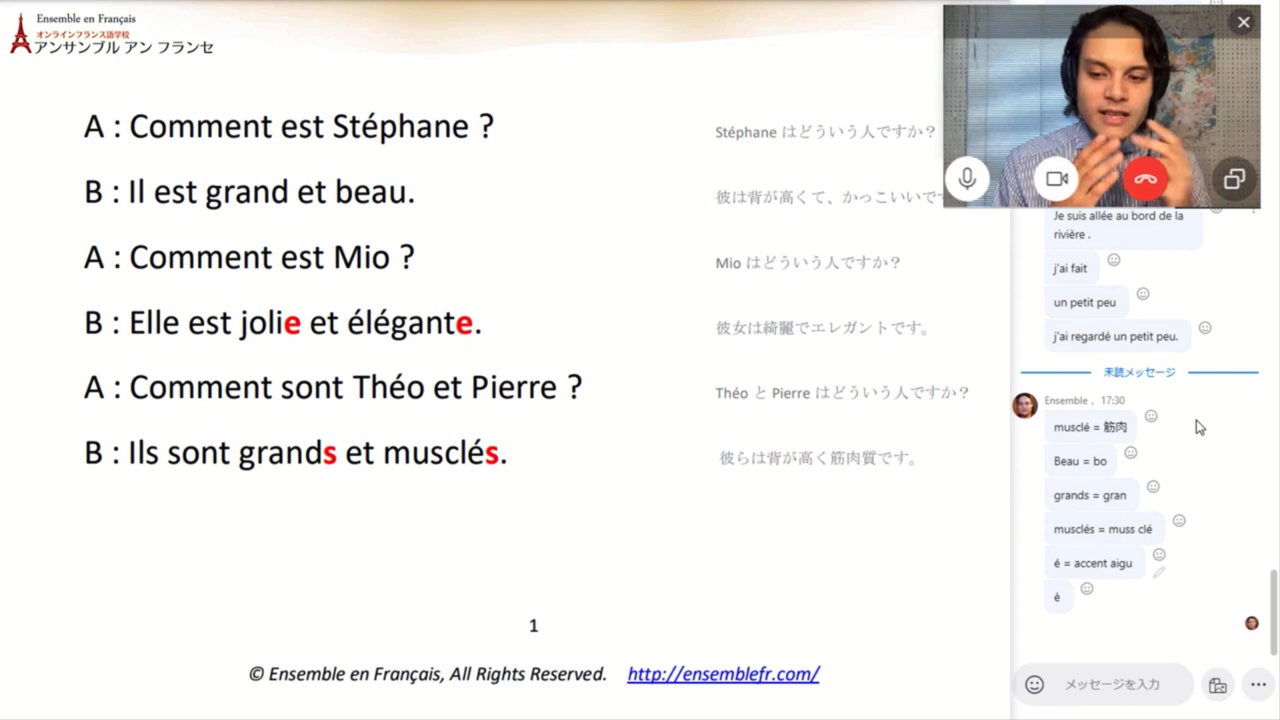 Ensemble en Français
オンラインフランス語学校
アンサンブル アン フランセ
A : Comment est Stéphane ?
Stéphane はどういう人ですか？
B : Il est grand et beau.
彼は背が高くて、かっこいいで
A : Comment est Mio ?
Mio はどういう人ですか？
B : Elle est jolie et élégante.
彼女は綺麗でエレガントです。
A : Comment sont Théo et Pierre ?
Théo と Pierre はどういう人ですか？
B : Ils sont grands et musclés.
彼らは背が高く筋肉質です。
1
© Ensemble en Français, All Rights Reserved. http://ensemblefr.com/
Je suis allée au bord de la
rivière .
j'ai fait
un petit peu
j'ai regardé un petit peu.
未読メッセージ
Ensemble 、 17:30
musclé = 筋肉
Beau = bo
grands = gran
musclés = muss clé
é = accent aigu
è
メッセージを入力